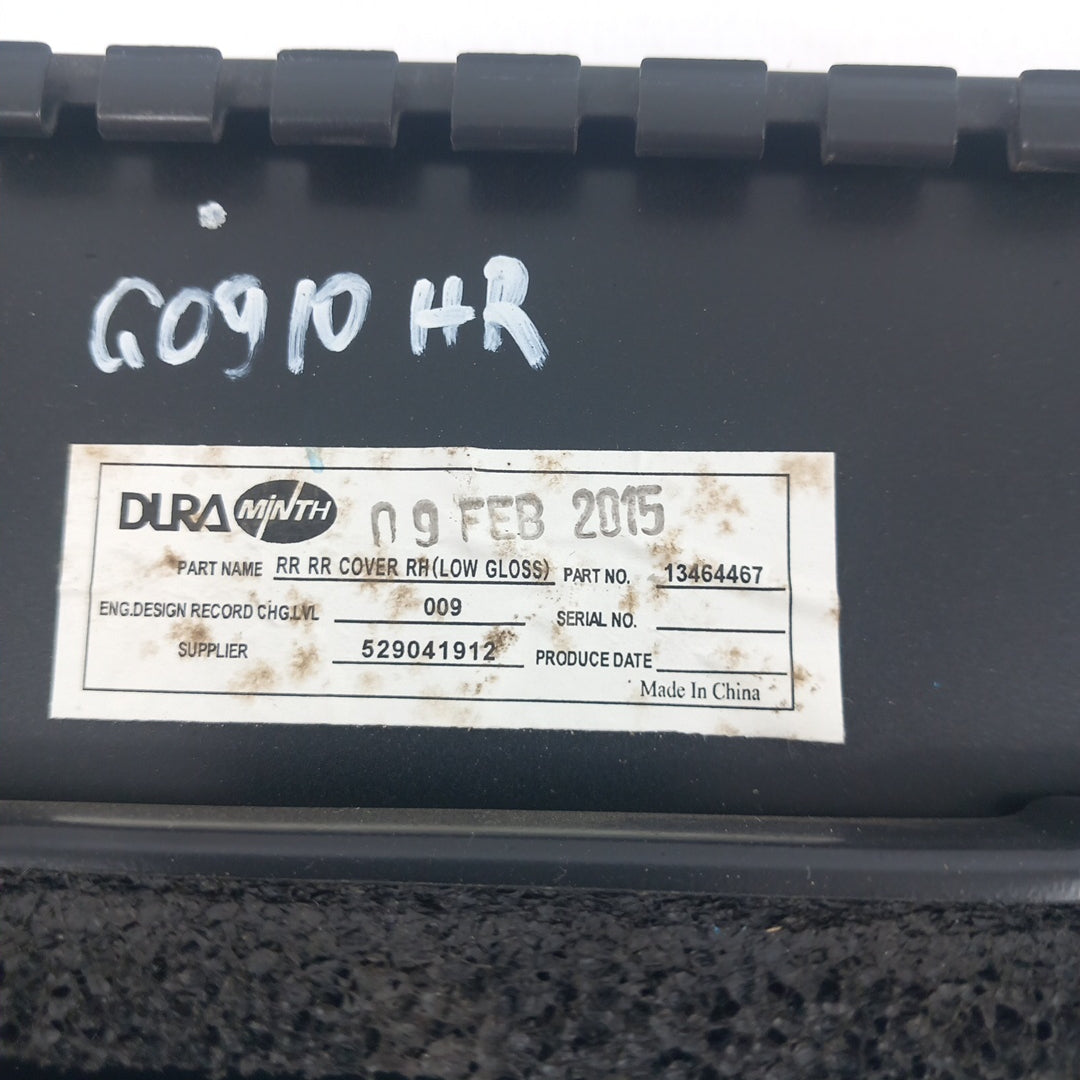 G0910 HR
DURA MINTH 09 FEB 2015
PART NAME RR RR COVER RH(LOW GLOSS) PART NO. 13464467
ENG.DESIGN RECORD CHG.LVL 009 SERIAL NO.
SUPPLIER 529041912 PRODUCE DATE
Made In China